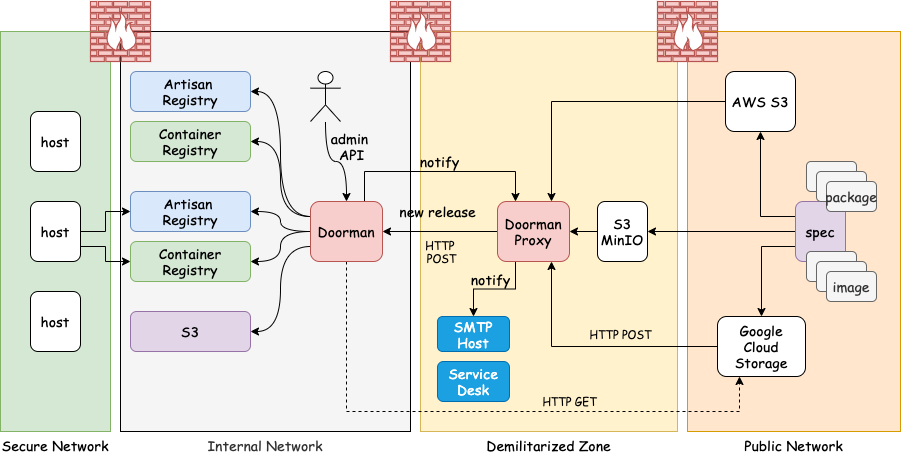 host
host
host
Secure Network
Artisan
Registry
Container
Registry
Artisan
Registry
Container
Registry
S3
admin
API
Doorman
Internal Network
notify
new release
HTTP
POST
Doorman
Proxy
S3
MinIO
notify
SMTP
Host
Service
Desk
HTTP POST
HTTP GET
Demilitarized Zone
AWS S3
package
spec
image
Google
Cloud
Storage
Public Network